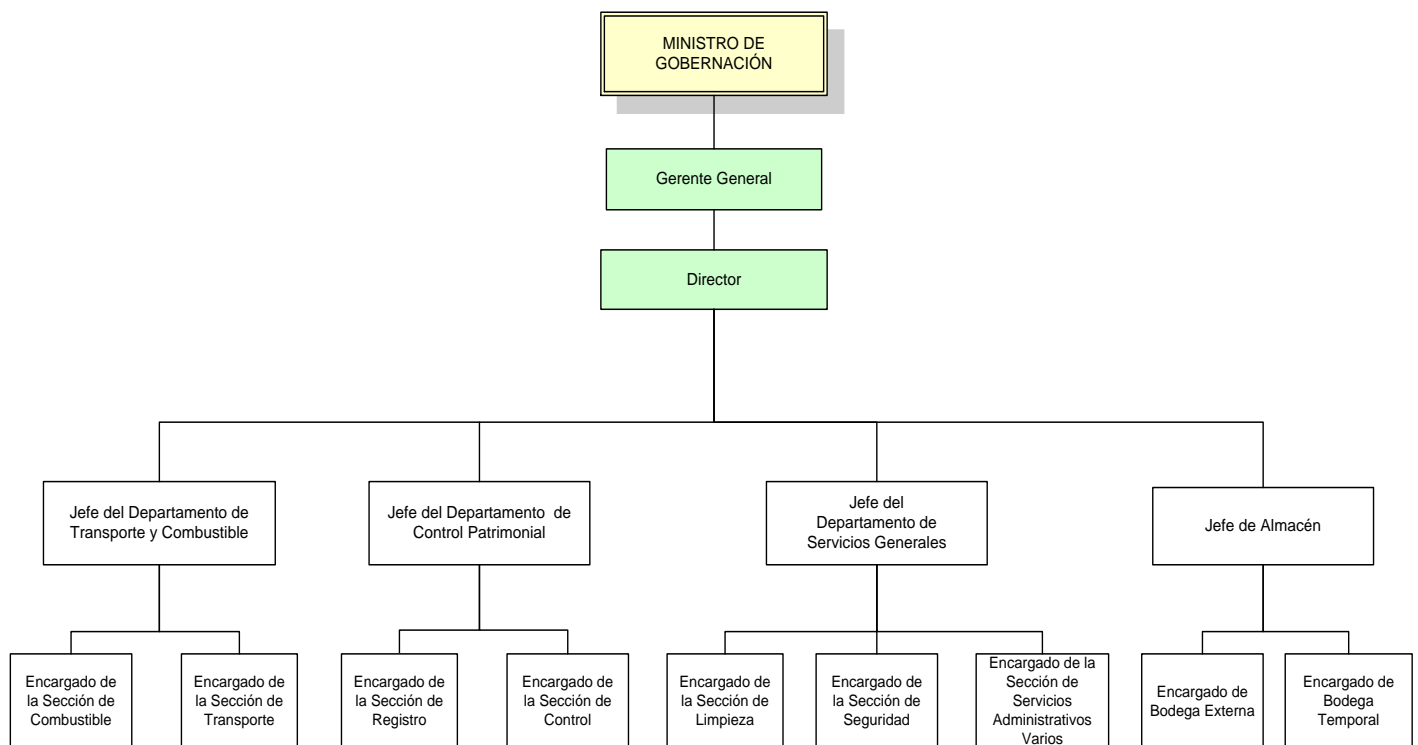 MINISTRO DE
GOBERNACIÓN
Gerente General
Director
Jefe del Departamento de
Transporte y Combustible
Jefe del Departamento de
Control Patrimonial
Jefe del
Departamento de
Servicios Generales
Jefe de Almacén
Encargado de
la Sección de
Combustible
Encargado de
la Sección de
Transporte
Encargado de
la Sección de
Registro
Encargado de
la Sección de
Control
Encargado de
la Sección de
Limpieza
Encargado de
la Sección de
Seguridad
Encargado de la
Sección de
Servicios
Administrativos
Varios
Encargado de
Bodega Externa
Encargado de
Bodega
Temporal